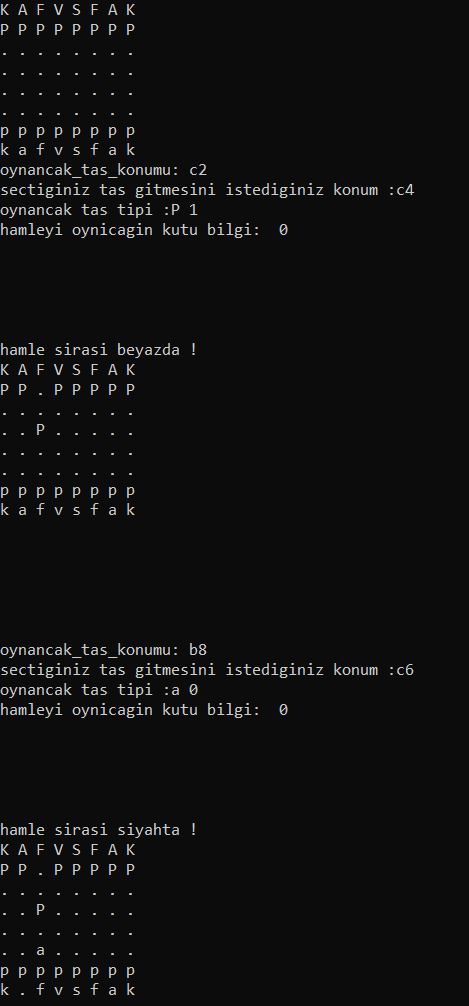 K A F V S F A K
P P P P P P P P
. . . . . . . .
. . . . . . . .
. . . . . . . .
. . . . . . . .
p p p p p p p p
k a f v s f a k
oynancak_tas_konumu: c2
sectiginiz tas gitmesini istediginiz konum :c4
oynancak tas tipi :P 1
hamleyi oynicagin kutu bilgi:  0
hamle sirasi beyazda !
K A F V S F A K
P P . P P P P P
. . . . . . . .
. . P . . . . .
. . . . . . . .
. . . . . . . .
p p p p p p p p
k a f v s f a k
oynancak_tas_konumu: b8
sectiginiz tas gitmesini istediginiz konum :c6
oynancak tas tipi :a 0
hamleyi oynicagin kutu bilgi:  0
hamle sirasi siyahta !
K A F V S F A K
P P . P P P P P
. . . . . . . .
. . P . . . . .
. . . . . . . .
. . a . . . . .
p p p p p p p p
k . f v s f a k